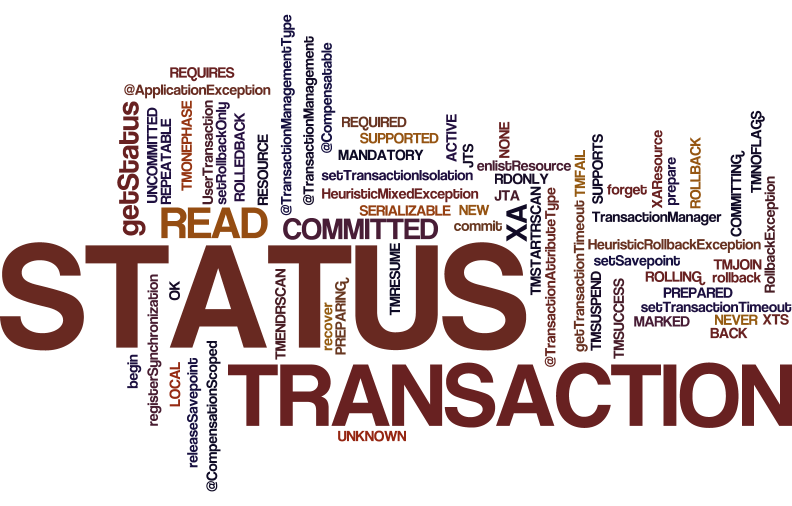 REQUIRES
@ApplicationException
getStatus
UNCOMMITTED
REPEATABLE
TMONEPHASE
UserTransaction
setRollbackOnly
ROLLEDBACK
RESOURCE
@TransactionManagementType
@TransactionManagement
@Compensatable
REQUIRED
SUPPORTED
MANDATORY
ACTIVE
JTS
NONE
setTransactionIsolation
enlistResource
RDONLY
HeuristicMixedException
JTA
SERIALIZABLE
NEW
READ
COMMITTED
commit
XA
TMSTARTRSCAN
@TransactionAttributeType
TMFAIL
getTransactionTimeout
SUPPORTS
forget
XAResource
prepare
ROLLBACK
COMMITTING
TMNOFLAGS
TransactionManager
RollbackException
HeuristicRollbackException
setSavepoint
TMJOIN
ROLLING
rollback
PREPARED
setTransactionTimeout
MARKED
NEVER
XTS
BACK
TMSUSPEND
TMSUCCESS
STATUS
TMRESUME
TMENDRSCAN
recover
PREPARING
OK
begin
registerSynchronization
LOCAL
releaseSavepoint
@CompensationScoped
TRANSACTION
UNKNOWN